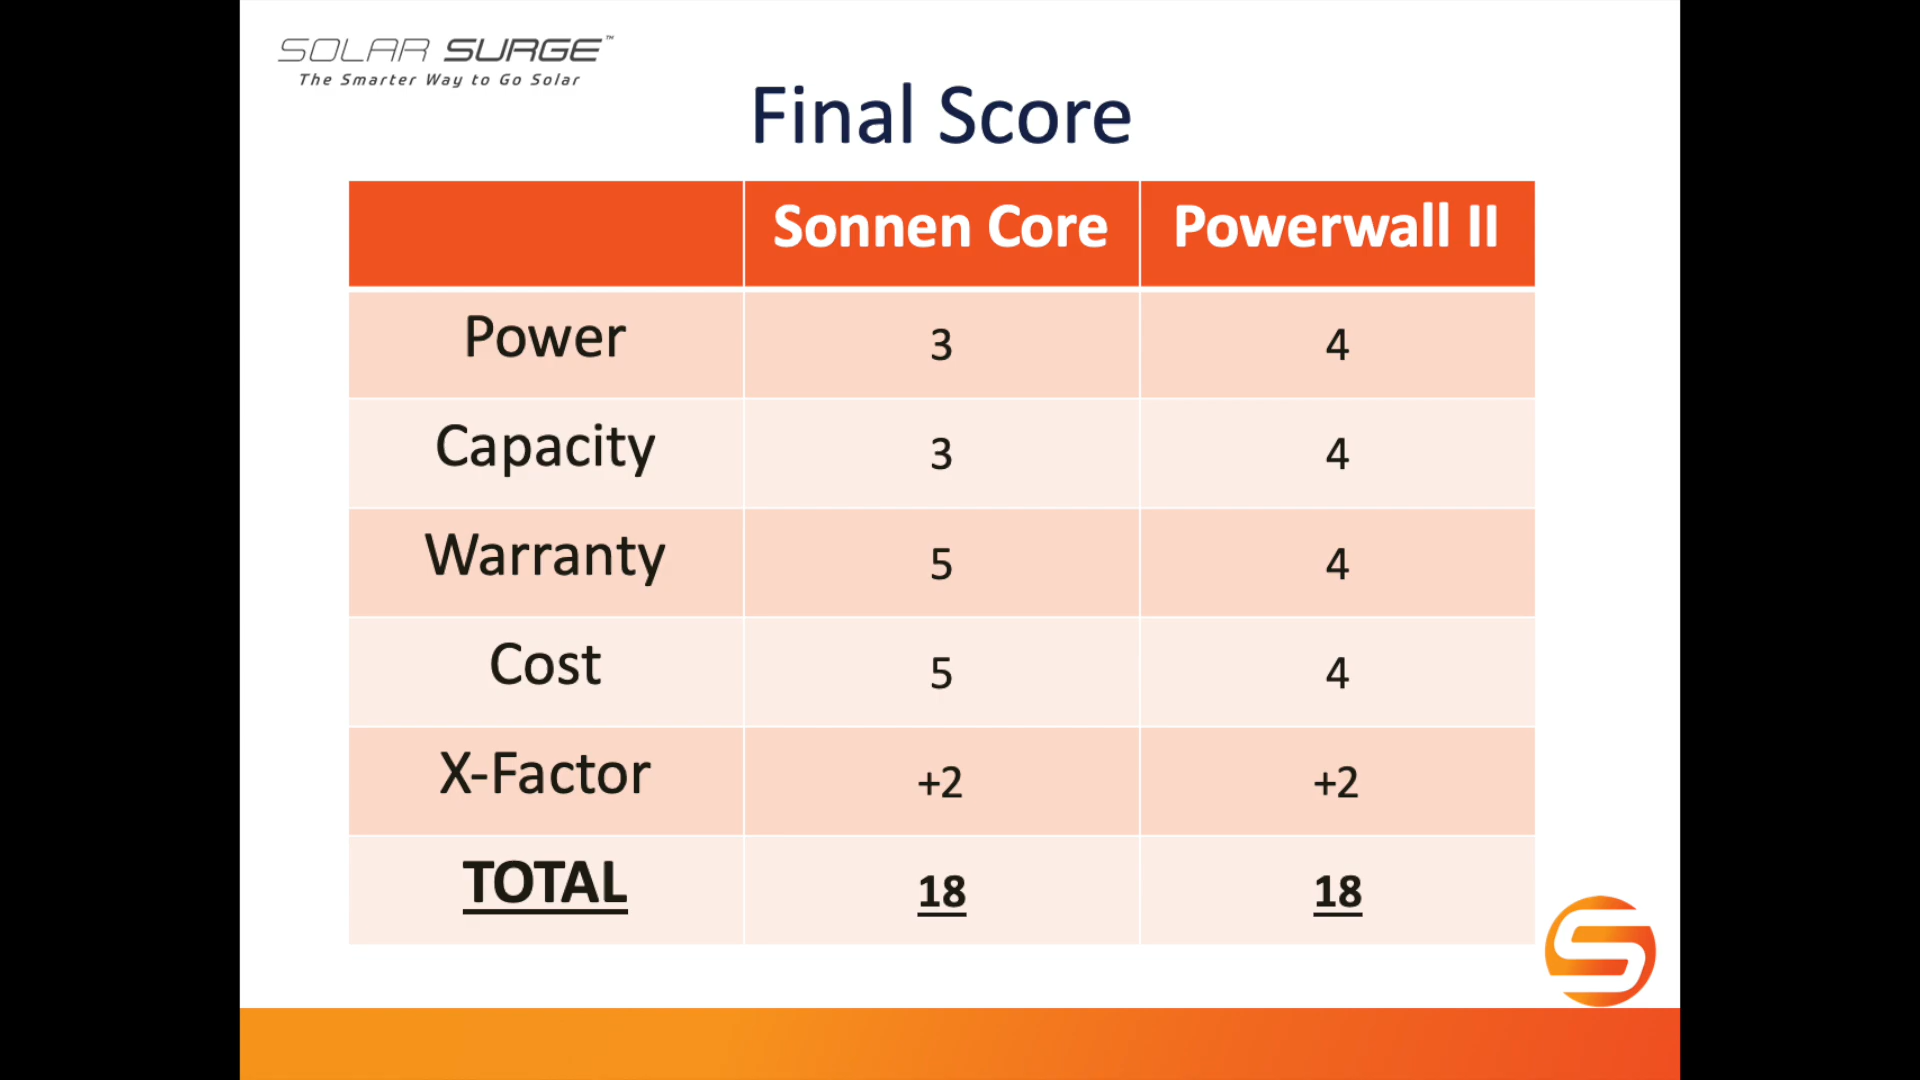 SOLAR SURGE™
The Smarter Way to Go Solar
Final Score
Sonnen Core Powerwall II
Power 3 4
Capacity 3 4
Warranty 5 4
Cost 5 4
X-Factor +2 +2
TOTAL 18 18